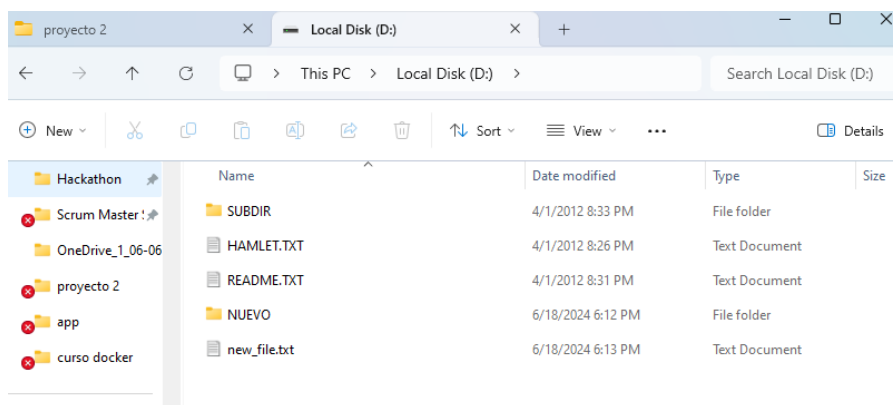 proyecto 2
Local Disk (D:)
This PC > Local Disk (D:) >
Search Local Disk (D:)
New
Sort
View
Details
Hackathon
Scrum Master
OneDrive_1_06-06
proyecto 2
app
curso docker
Name Date modified Type Size
SUBDIR 4/1/2012 8:33 PM File folder
HAMLET.TXT 4/1/2012 8:26 PM Text Document
README.TXT 4/1/2012 8:31 PM Text Document
NUEVO 6/18/2024 6:12 PM File folder
new_file.txt 6/18/2024 6:13 PM Text Document